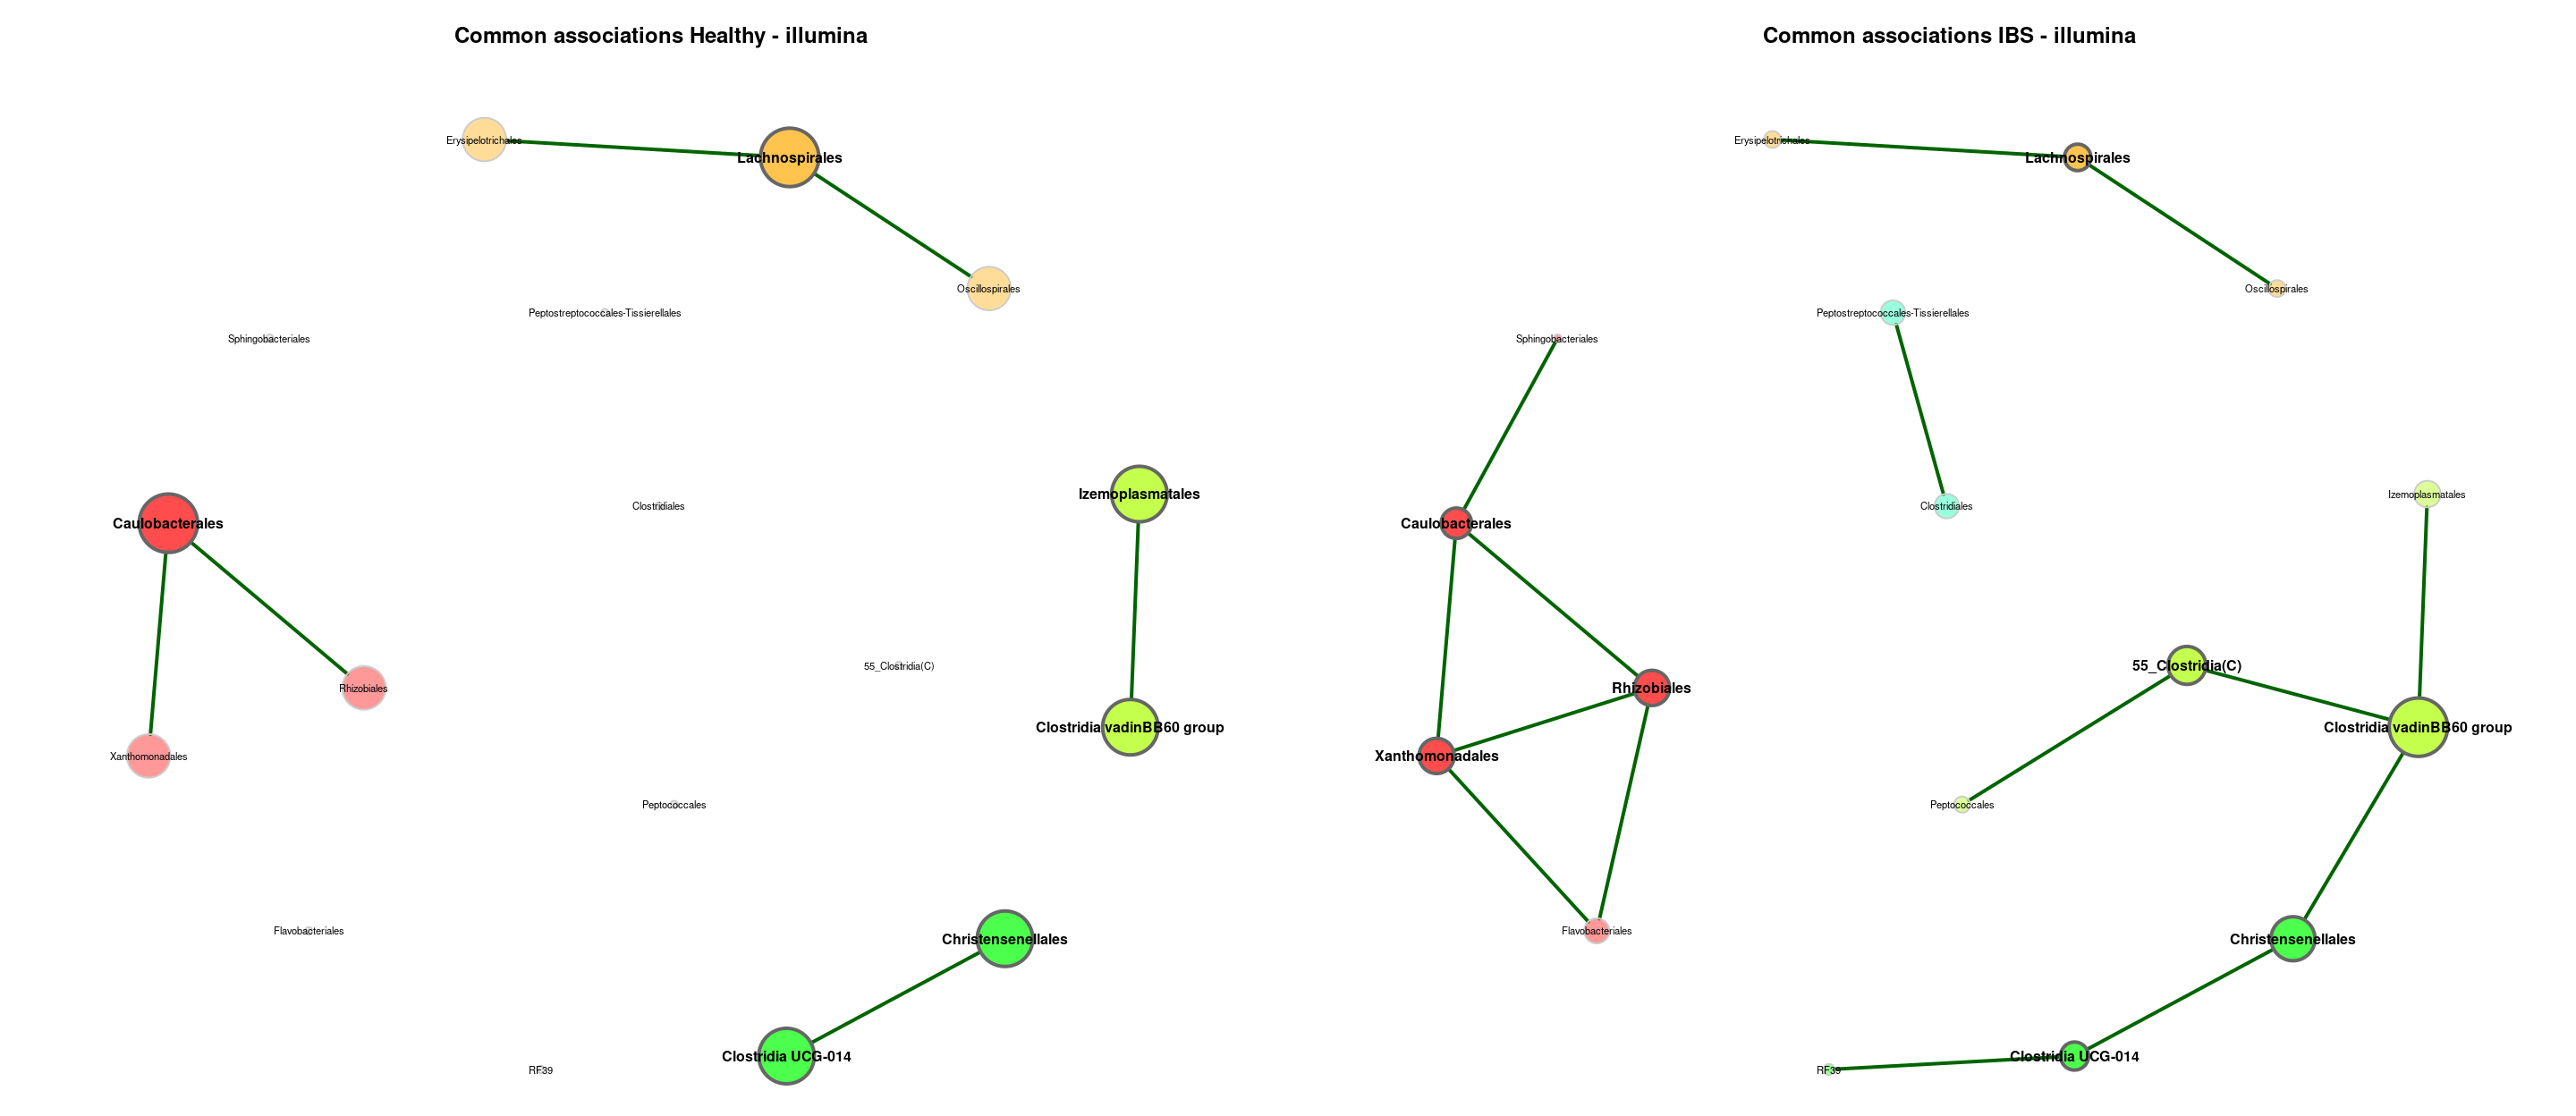 Common associations Healthy - illumina
Erysipelotrichales
Lachnospirales
Oscillospirales
Peptostreptococcales-Tissierellales
Sphingobacteriales
Izemoplasmatales
Clostridiales
Caulobacterales
55_Clostridia(C)
Rhizobiales
Clostridia vadinBB60 group
Xanthomonadales
Peptococcales
Flavobacteriales
Christensenellales
Clostridia UCG-014
RF39
Common associations IBS - illumina
Erysipelotrichales
Lachnospirales
Oscillospirales
Peptostreptococcales-Tissierellales
Sphingobacteriales
Izemoplasmatales
Clostridiales
Caulobacterales
55_Clostridia(C)
Rhizobiales
Clostridia vadinBB60 group
Xanthomonadales
Peptococcales
Flavobacteriales
Christensenellales
Clostridia UCG-014
RF39